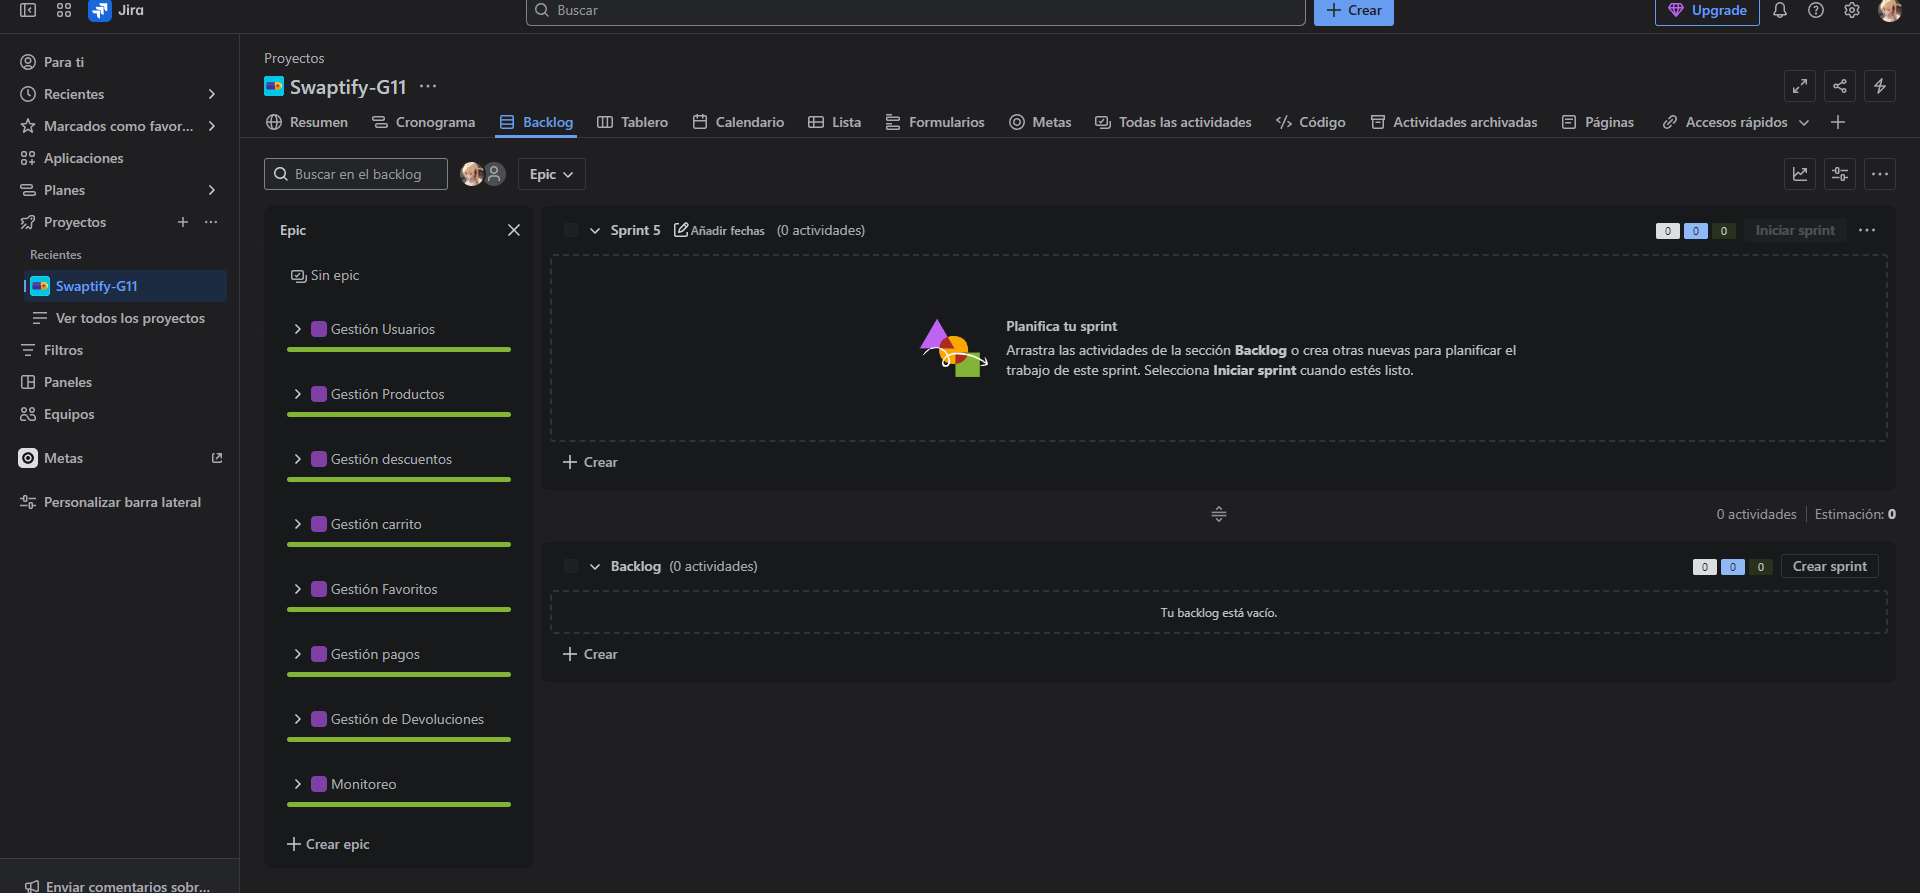 Jira
Buscar
Crear
Upgrade
Para ti
Recientes
Marcados como favor...
Aplicaciones
Planes
Proyectos
Recientes
Swaptify-G11
Ver todos los proyectos
Filtros
Paneles
Equipos
Metas
Personalizar barra lateral
Enviar comentarios sobr...
Proyectos
Swaptify-G11
Resumen
Cronograma
Backlog
Tablero
Calendario
Lista
Formularios
Metas
Todas las actividades
Código
Actividades archivadas
Páginas
Accesos rápidos
Buscar en el backlog
Epic
Epic
Sin epic
Gestión Usuarios
Gestión Productos
Gestión descuentos
Gestión carrito
Gestión Favoritos
Gestión pagos
Gestión de Devoluciones
Monitoreo
Crear epic
Sprint 5 Añadir fechas (0 actividades)
0 0 0 Iniciar sprint
Planifica tu sprint
Arrastra las actividades de la sección Backlog o crea otras nuevas para planificar el
trabajo de este sprint. Selecciona Iniciar sprint cuando estés listo.
Crear
0 actividades Estimación: 0
Backlog (0 actividades)
0 0 0 Crear sprint
Tu backlog está vacío.
Crear